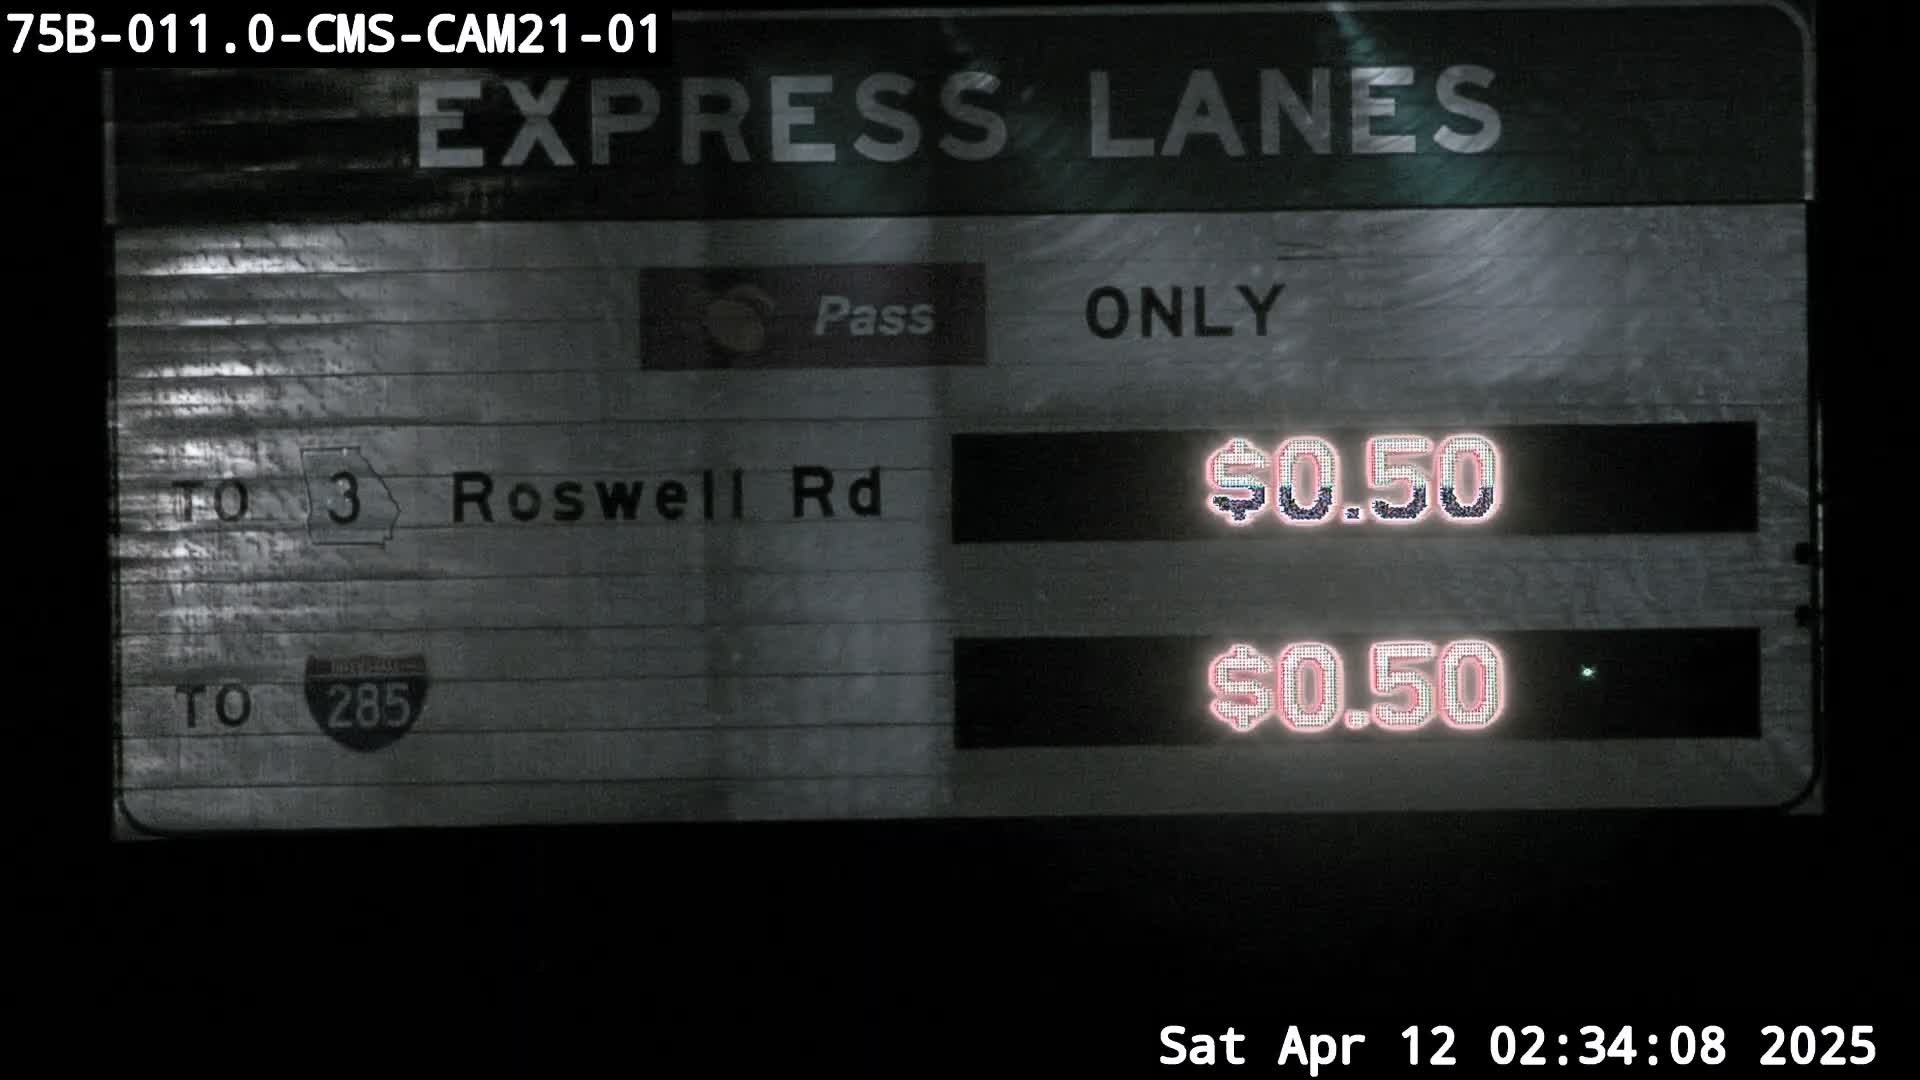 75B-011.0-CMS-CAM21-01
EXPRESS LANES
Pass ONLY
TO 3 Roswell Rd $0.50
TO 285 $0.50
Sat Apr 12 02:34:08 2025